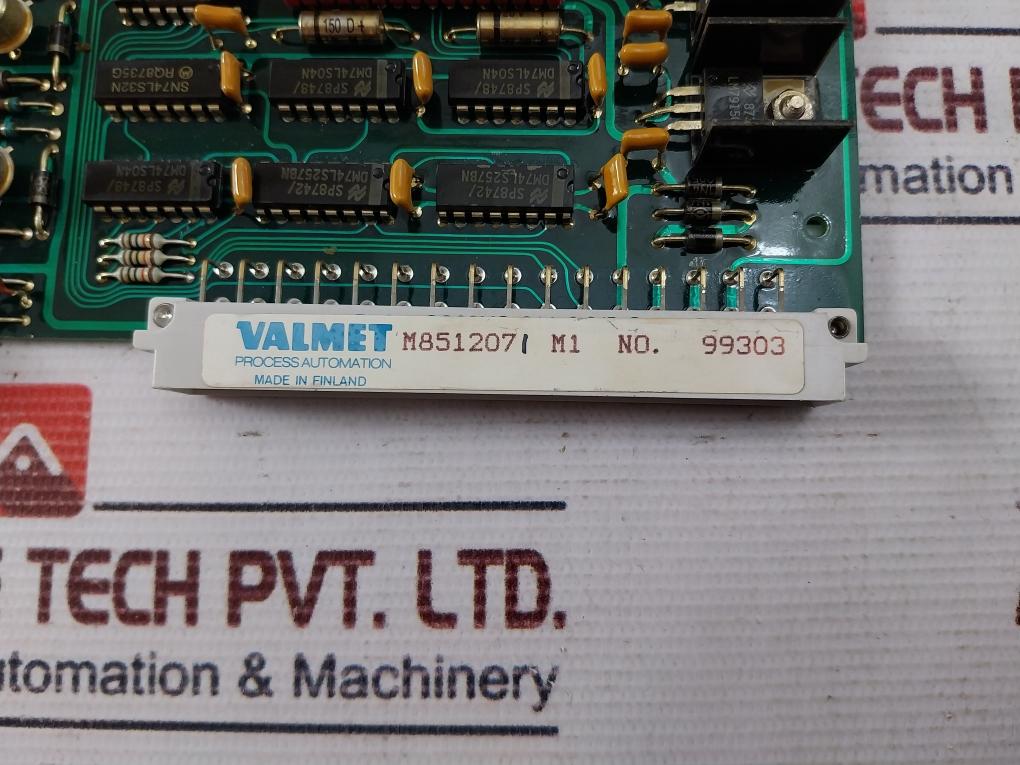 150 D +
SN74LS32N
RQ8735G
DM74LS04N
SP8748/
DM74LS04N
SP8748/
DM74LS04N
SP8748/
DM74LS257BN
SP8742/
DM74LS257BN
SP8742/
TECH
mation
VALMET M8512071 M1 NO. 99303
PROCESS AUTOMATION
MADE IN FINLAND
TECH PVT. LTD.
utomation & Machinery